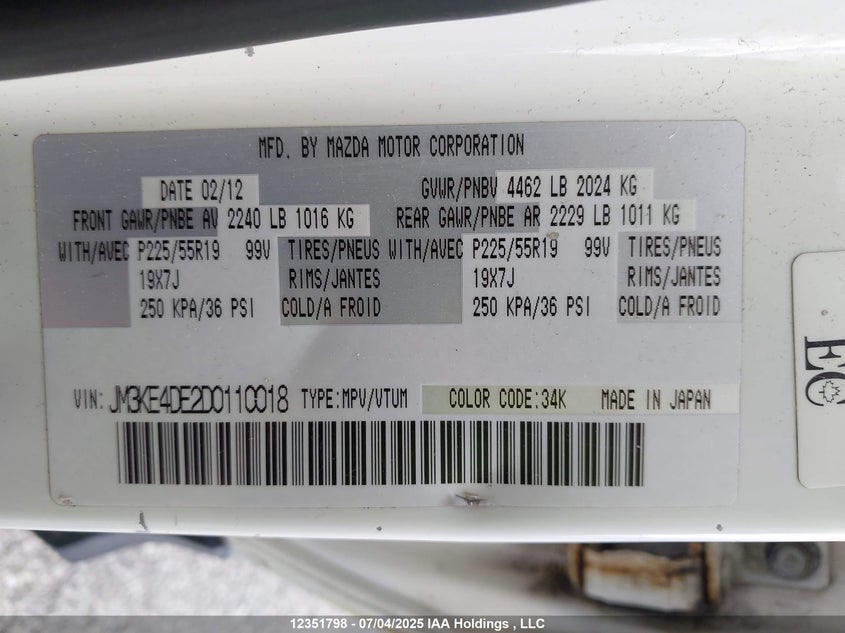 MFD. BY MAZDA MOTOR CORPORATION
DATE 02/12 GVWR/PNBV 4462 LB 2024 KG
FRONT GAWR/PNBE AV 2240 LB 1016 KG REAR GAWR/PNBE AR 2229 LB 1011 KG
WITH/AVEC P225/55R19 99V TIRES/PNEUS WITH/AVEC P225/55R19 99V TIRES/PNEUS
19X7J RIMS/JANTES 19X7J RIMS/JANTES
250 KPA/36 PSI COLD/A FROID 250 KPA/36 PSI COLD/A FROID
VIN: JM3KE4DE2D0110018 TYPE:MPV/VTUM COLOR CODE:34K MADE IN JAPAN
EC
12351798 - 07/04/2025 IAA Holdings , LLC